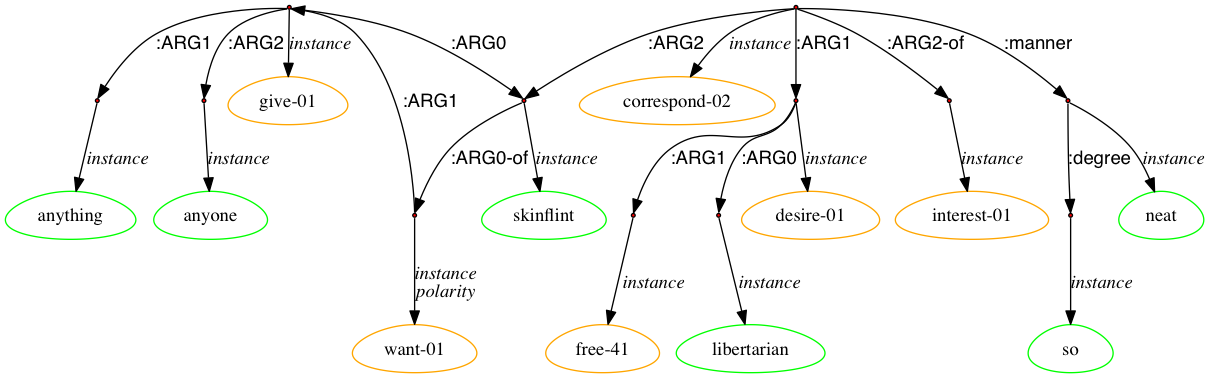 :ARG1 :ARG2 instance :ARG0 :ARG2 instance :ARG1 :ARG2-of :manner
give-01 correspond-02
:ARG1
instance instance :ARG0-of instance :ARG1 :ARG0 instance instance :degree instance
anything anyone skinflint desire-01 interest-01 neat
instance
polarity
instance instance instance
want-01 free-41 libertarian so